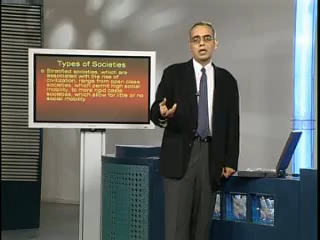 Types of Societies
Stratified societies, which are
associated with the rise of
civilization, range from open class
societies, which permit high social
mobility, to more rigid caste
societies, which allow for little or no
social mobility.